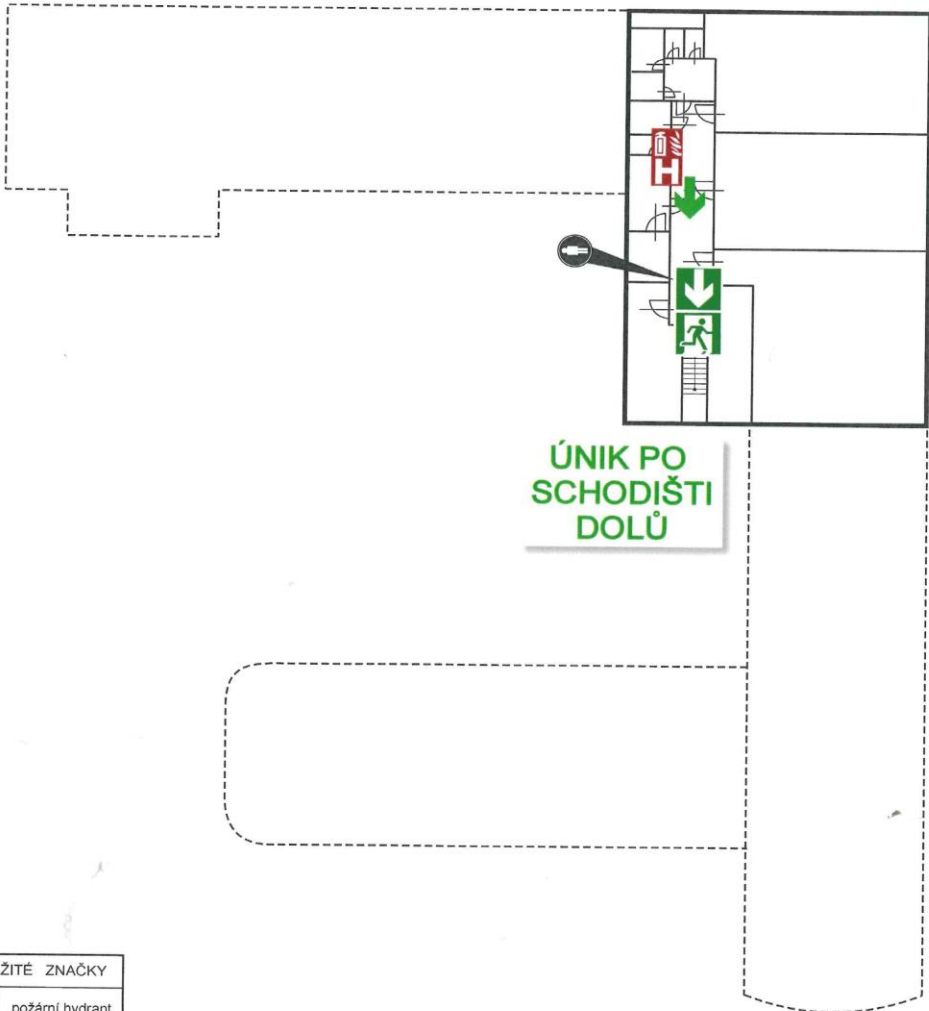 H
ÚNIK PO
SCHODIŠTI
DOLŮ
ŽITÉ ZNAČKY
požární hydrant